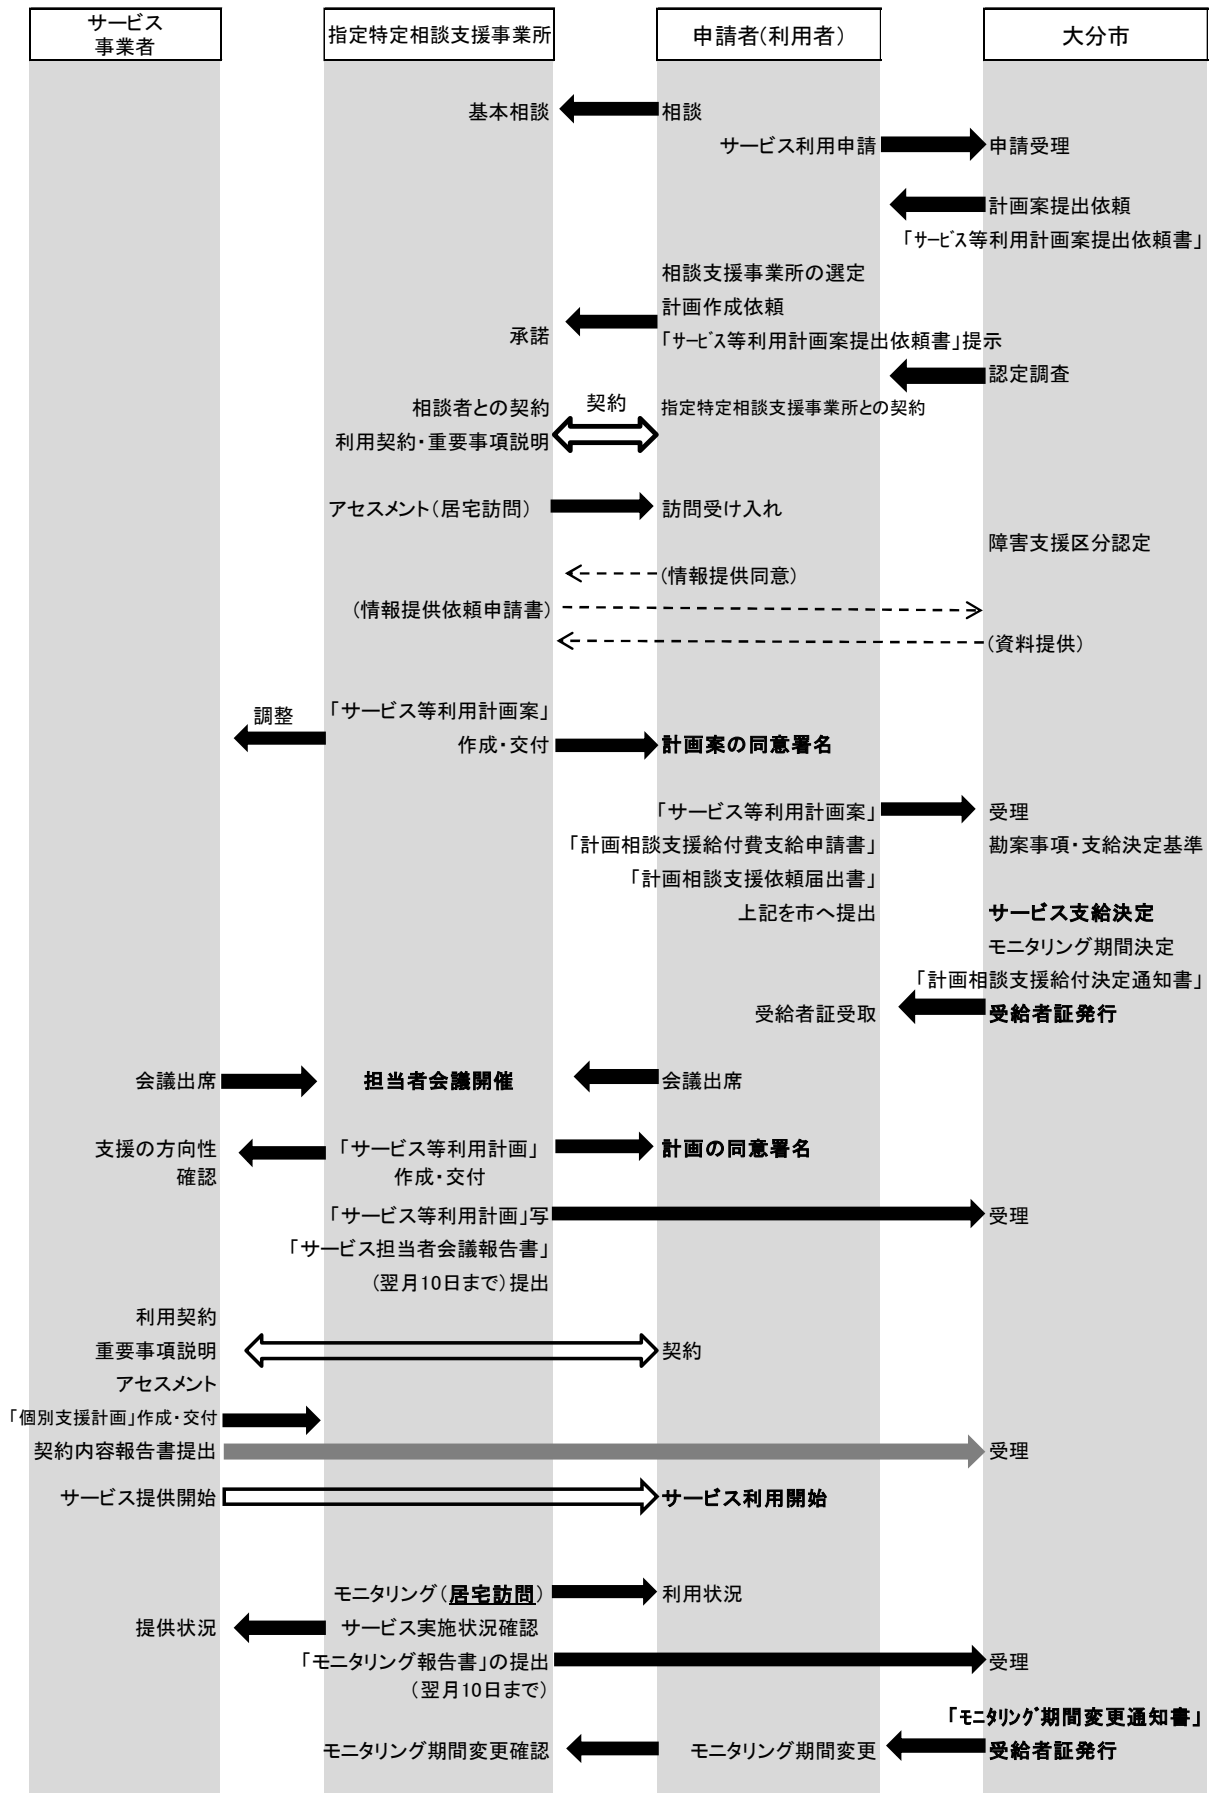 サービス
事業者
指定特定相談支援事業所
申請者(利用者)
大分市
基本相談
相談
サービス利用申請
申請受理
計画案提出依頼
「ｻｰﾋﾞｽ等利用計画案提出依頼書」
相談支援事業所の選定
計画作成依頼
承諾
「ｻｰﾋﾞｽ等利用計画案提出依頼書」提示
認定調査
相談者との契約
契約
指定特定相談支援事業所との契約
利用契約・重要事項説明
アセスメント（居宅訪問）
訪問受け入れ
障害支援区分認定
(情報提供同意)
(情報提供依頼申請書)
(資料提供)
調整
「サービス等利用計画案」
作成・交付
計画案の同意署名
「サービス等利用計画案」
受理
「計画相談支援給付費支給申請書」
勘案事項・支給決定基準
「計画相談支援依頼届出書」
上記を市へ提出
サービス支給決定
モニタリング期間決定
「計画相談支援給付決定通知書」
受給者証受取
受給者証発行
会議出席
担当者会議開催
会議出席
支援の方向性
確認
「サービス等利用計画」
作成・交付
計画の同意署名
「サービス等利用計画」写
受理
「サービス担当者会議報告書」
(翌月10日まで)提出
利用契約
重要事項説明
契約
アセスメント
「個別支援計画」作成・交付
契約内容報告書提出
受理
サービス提供開始
サービス利用開始
モニタリング（居宅訪問）
利用状況
提供状況
サービス実施状況確認
「モニタリング報告書」の提出
受理
（翌月10日まで）
「ﾓﾆﾀﾘﾝｸﾞ期間変更通知書」
モニタリング期間変更確認
モニタリング期間変更
受給者証発行